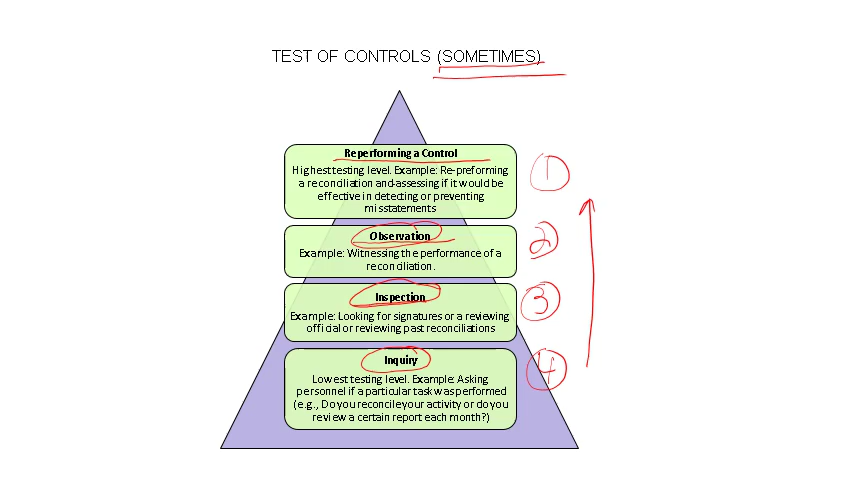 TEST OF CONTROLS (SOMETIMES)
Reperforming a Control
Highest testing level. Example: Re-preforming
a reconciliation and-assessing if it would be
effective in detecting or preventing
misstatements
1
Observation
Example: Witnessing the performance of a
reconciliation.
2
Inspection
Example: Looking for signatures or a reviewing
official or reviewing past reconciliations
3
Inquiry
Lowest testing level. Example: Asking
personnel if a particular task was performed
(e.g., Do you reconcile your activity or do you
review a certain report each month?)
4